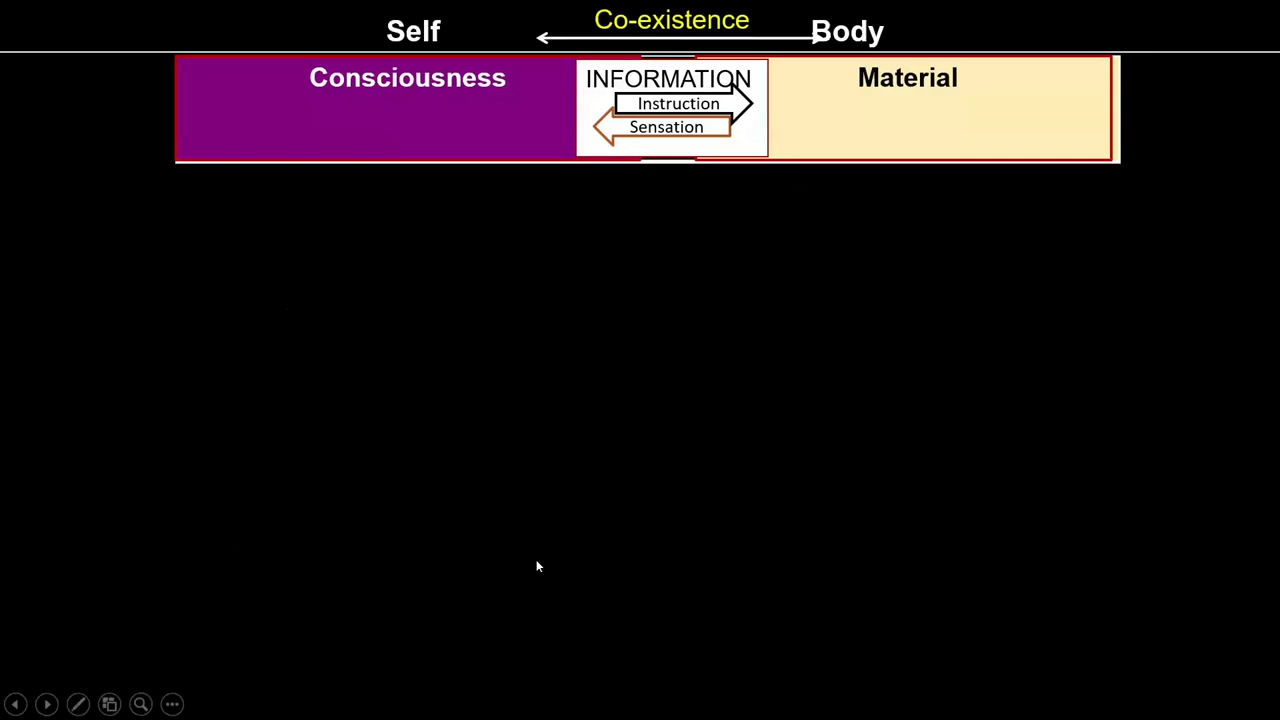 Self
Co-existence
Body
Consciousness
INFORMATION
Material
Instruction
Sensation